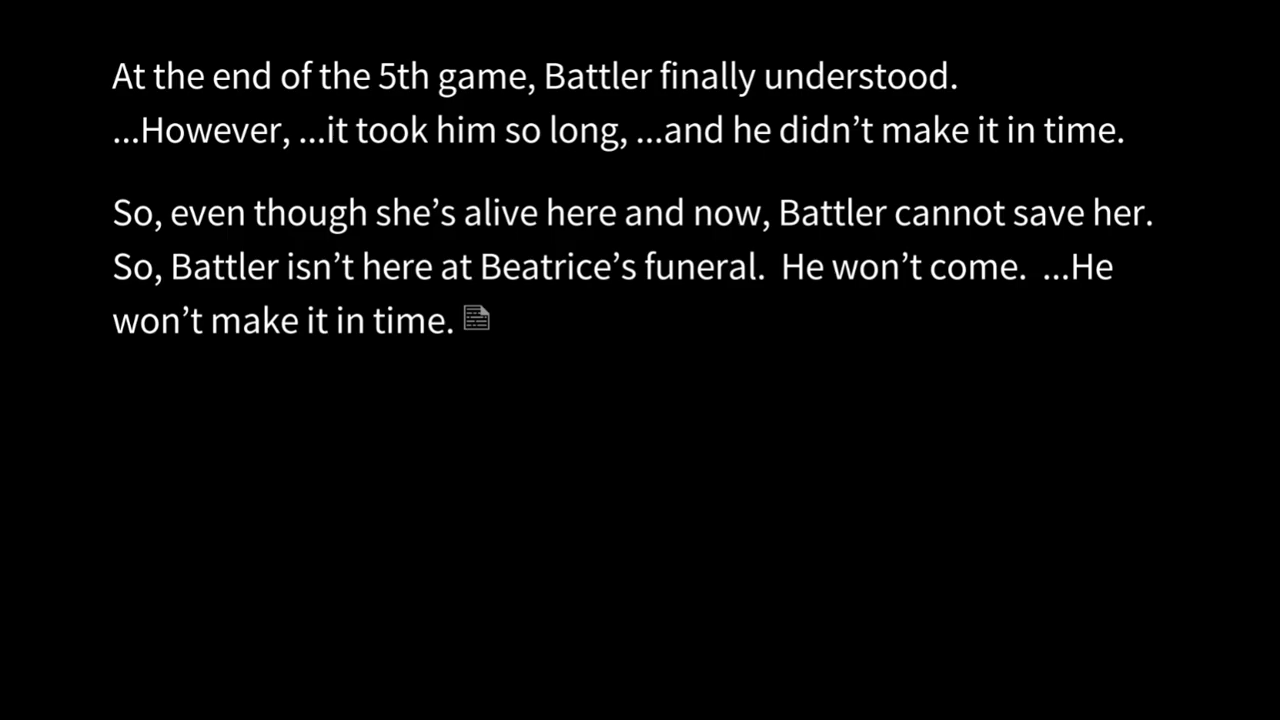 At the end of the 5th game, Battler finally understood.
...However, ...it took him so long, ...and he didn’t make it in time.
So, even though she’s alive here and now, Battler cannot save her.
So, Battler isn’t here at Beatrice’s funeral.  He won’t come.  ...He
won’t make it in time.